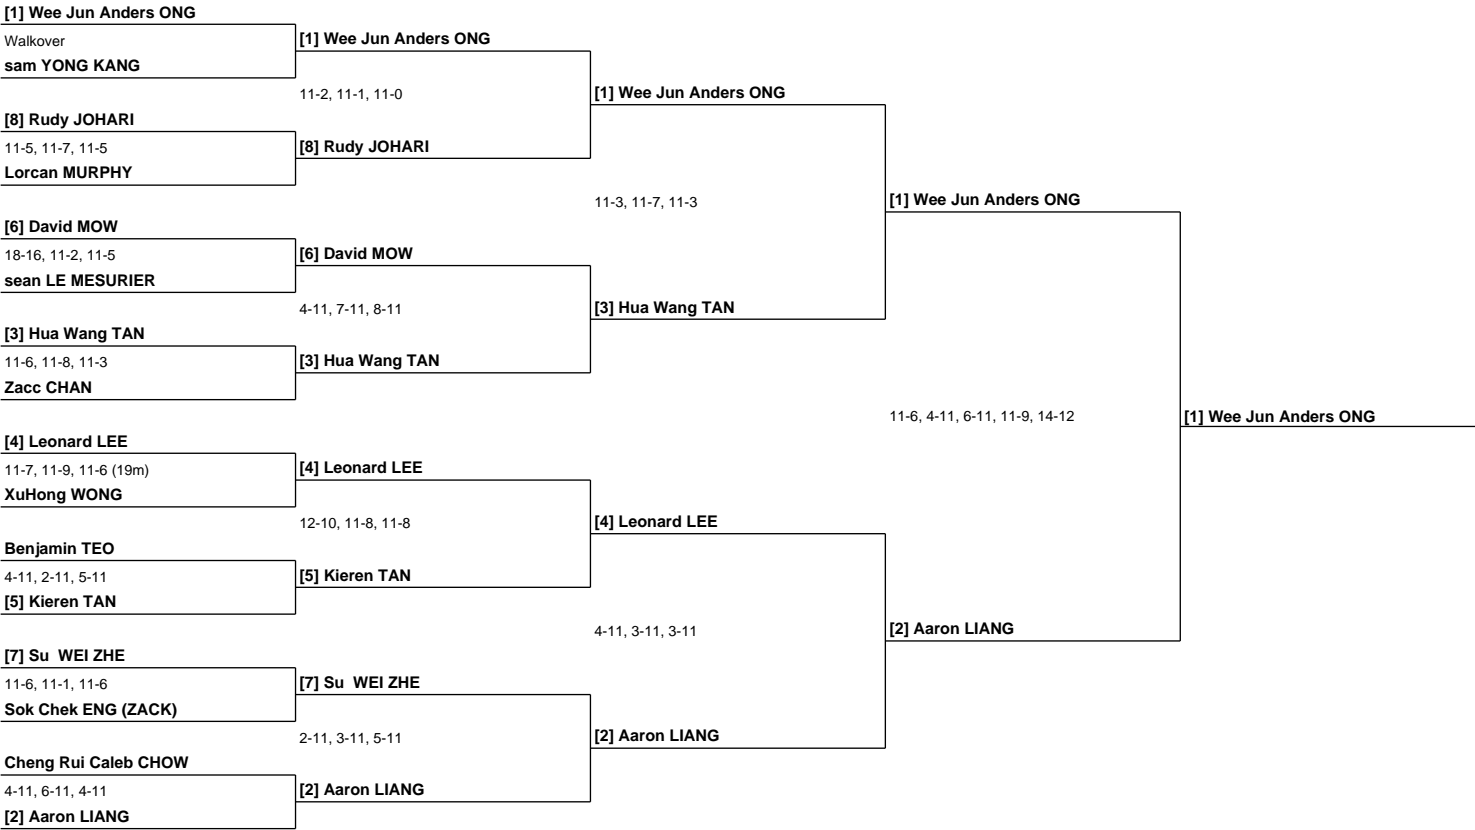 [1] Wee Jun Anders ONG
Walkover
sam YONG KANG
[8] Rudy JOHARI
11-5, 11-7, 11-5
Lorcan MURPHY
[6] David MOW
18-16, 11-2, 11-5
sean LE MESURIER
[3] Hua Wang TAN
11-6, 11-8, 11-3
Zacc CHAN
[4] Leonard LEE
11-7, 11-9, 11-6 (19m)
XuHong WONG
Benjamin TEO
4-11, 2-11, 5-11
[5] Kieren TAN
[7] Su  WEI ZHE
11-6, 11-1, 11-6
Sok Chek ENG (ZACK)
Cheng Rui Caleb CHOW
4-11, 6-11, 4-11
[2] Aaron LIANG
[1] Wee Jun Anders ONG
11-2, 11-1, 11-0
[8] Rudy JOHARI
[6] David MOW
4-11, 7-11, 8-11
[3] Hua Wang TAN
[4] Leonard LEE
12-10, 11-8, 11-8
[5] Kieren TAN
[7] Su  WEI ZHE
2-11, 3-11, 5-11
[2] Aaron LIANG
[1] Wee Jun Anders ONG
11-3, 11-7, 11-3
[3] Hua Wang TAN
[4] Leonard LEE
4-11, 3-11, 3-11
[2] Aaron LIANG
[1] Wee Jun Anders ONG
11-6, 4-11, 6-11, 11-9, 14-12
[2] Aaron LIANG
[1] Wee Jun Anders ONG